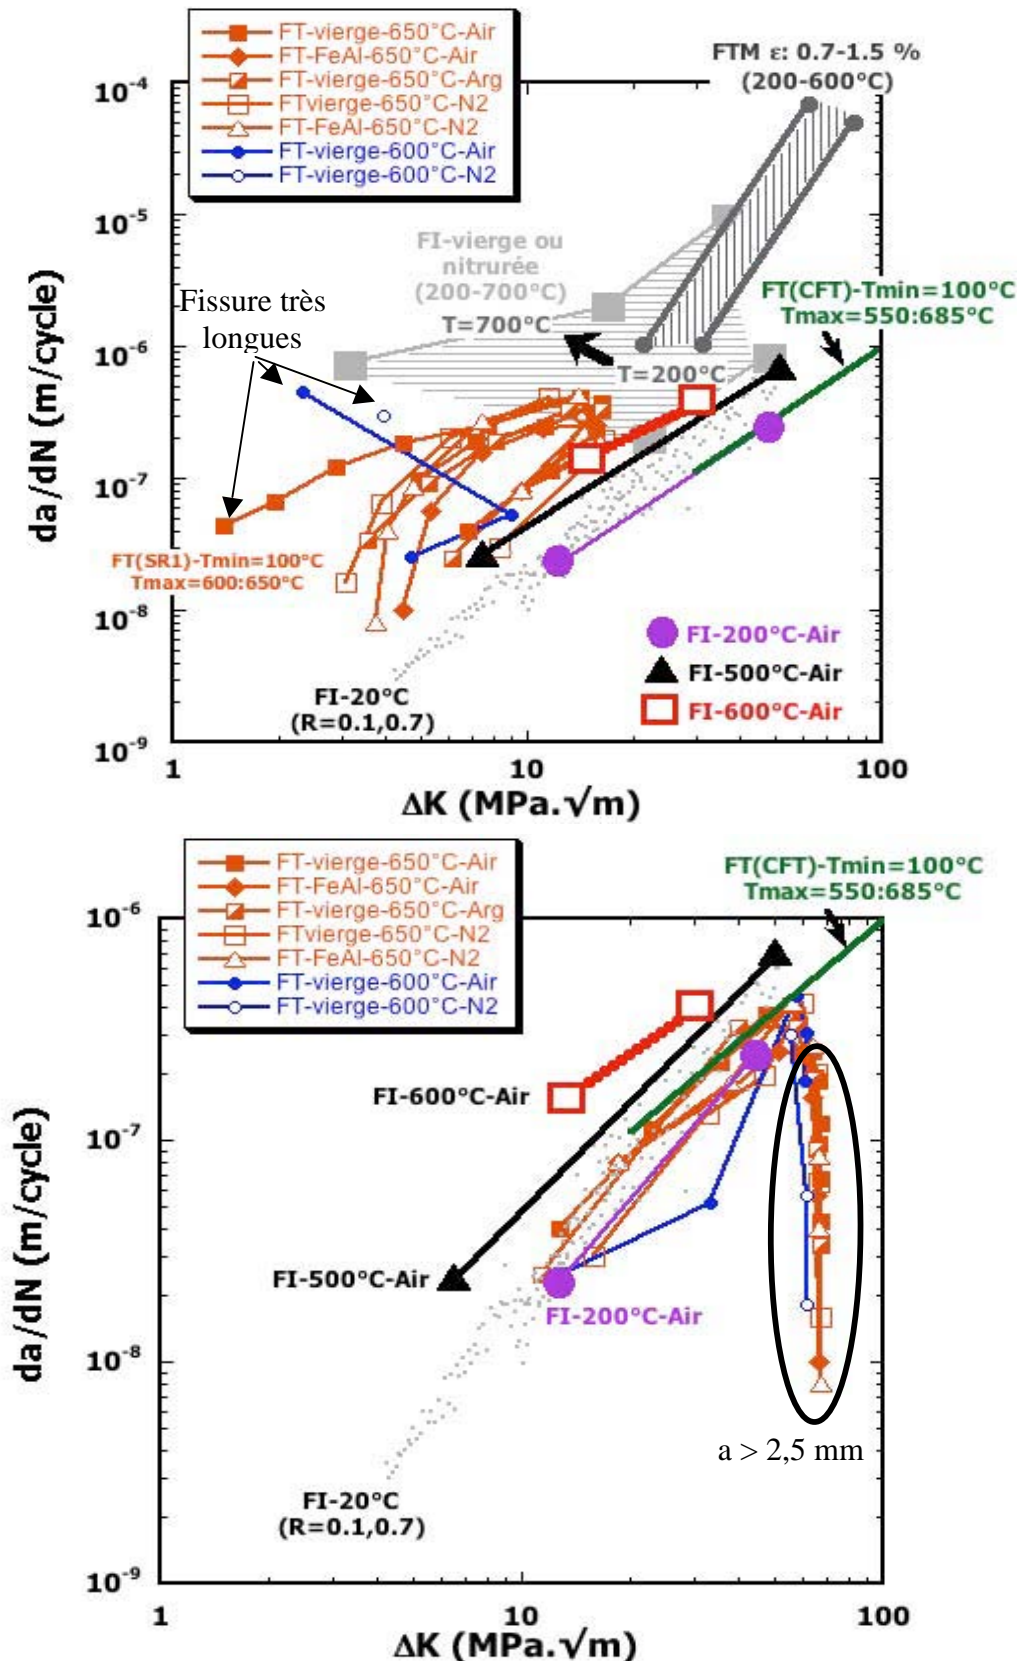 FT-vierge-650°C-Air
FT-FeAl-650°C-Air
FT-vierge-650°C-Arg
FTvierge-650°C-N2
FT-FeAl-650°C-N2
FT-vierge-600°C-Air
FT-vierge-600°C-N2
FTM ε: 0.7-1.5 %
(200-600°C)
FI-vierge ou
nitrurée
(200-700°C)
T=700°C
T=200°C
FT(CFT)-Tmin=100°C
Tmax=550:685°C
Fissure très
longues
FT(SR1)-Tmin=100°C
Tmax=600:650°C
FI-20°C
(R=0.1,0.7)
FI-200°C-Air
FI-500°C-Air
FI-600°C-Air
10-4
10-5
10-6
10-7
10-8
10-9
da/dN (m/cycle)
1 10 100
ΔK (MPa.√m)
FT-vierge-650°C-Air
FT-FeAl-650°C-Air
FT-vierge-650°C-Arg
FTvierge-650°C-N2
FT-FeAl-650°C-N2
FT-vierge-600°C-Air
FT-vierge-600°C-N2
FT(CFT)-Tmin=100°C
Tmax=550:685°C
FI-600°C-Air
FI-500°C-Air
FI-200°C-Air
a > 2,5 mm
FI-20°C
(R=0.1,0.7)
10-6
10-7
10-8
10-9
da/dN (m/cycle)
1 10 100
ΔK (MPa.√m)